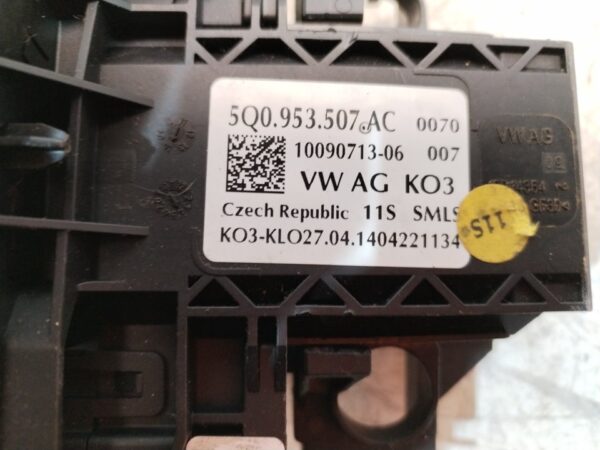 5Q0.953.507.AC 0070
10090713-06 007
VW AG KO3
Czech Republic 11S SMLS
KO3-KLO27.04.1404221134
11S
VW AG